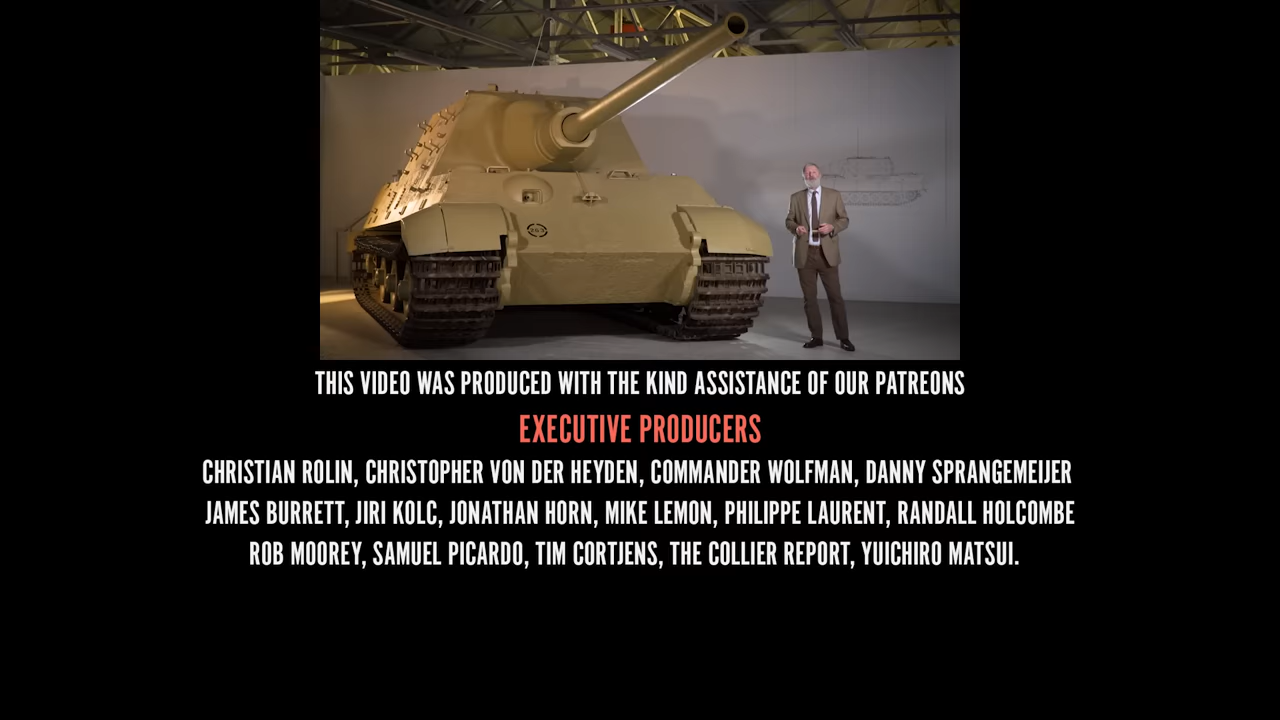 THIS VIDEO WAS PRODUCED WITH THE KIND ASSISTANCE OF OUR PATREONS
EXECUTIVE PRODUCERS
CHRISTIAN ROLIN, CHRISTOPHER VON DER HEYDEN, COMMANDER WOLFMAN, DANNY SPRANGEMEIJER
JAMES BURRETT, JIRI KOLC, JONATHAN HORN, MIKE LEMON, PHILIPPE LAURENT, RANDALL HOLCOMBE
ROB MOOREY, SAMUEL PICARDO, TIM CORTJENS, THE COLLIER REPORT, YUICHIRO MATSUI.